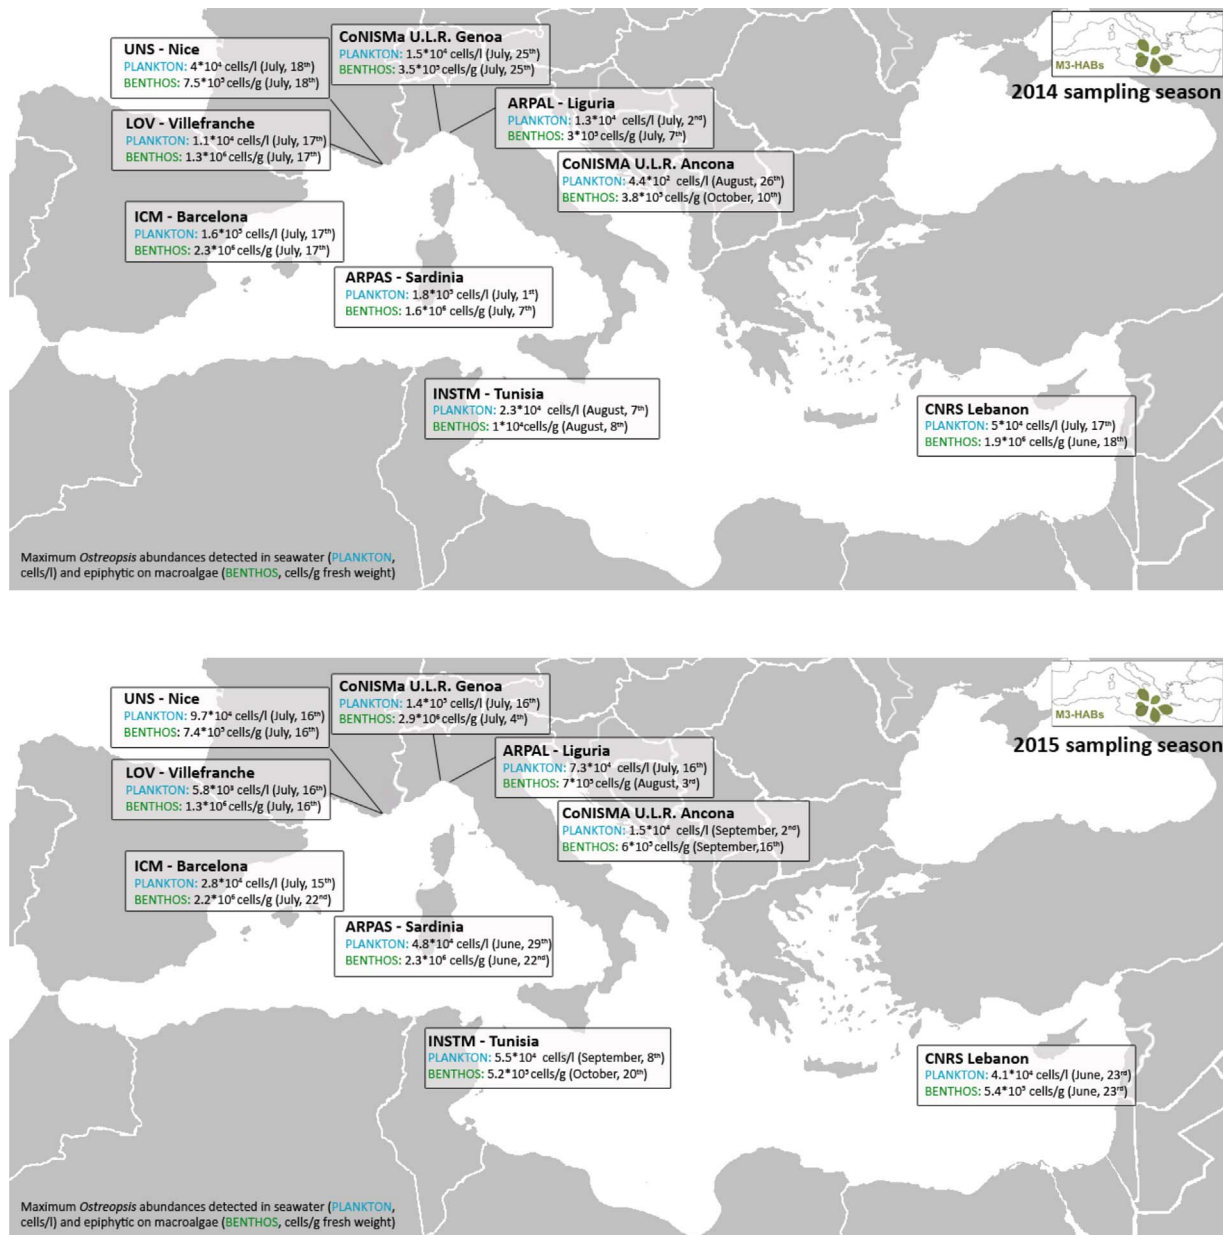 CoNISMa U.L.R. Genoa
PLANKTON: 1.5*10⁴ cells/l (July, 25ᵗʰ)
BENTHOS: 3.5*10⁵ cells/g (July, 25ᵗʰ)
UNS - Nice
PLANKTON: 4*10⁴ cells/l (July, 18ᵗʰ)
BENTHOS: 7.5*10⁵ cells/g (July, 18ᵗʰ)
M3-HABs
2014 sampling season
ARPAL - Liguria
PLANKTON: 1.3*10⁴ cells/l (July, 2ⁿᵈ)
BENTHOS: 3*10⁵ cells/g (July, 7ᵗʰ)
LOV - Villefranche
PLANKTON: 1.1*10⁴ cells/l (July, 17ᵗʰ)
BENTHOS: 1.3*10⁶ cells/g (July, 17ᵗʰ)
CoNISMA U.L.R. Ancona
PLANKTON: 4.4*10² cells/l (August, 26ᵗʰ)
BENTHOS: 3.8*10⁵ cells/g (October, 10ᵗʰ)
ICM - Barcelona
PLANKTON: 1.6*10⁵ cells/l (July, 17ᵗʰ)
BENTHOS: 2.3*10⁶ cells/g (July, 17ᵗʰ)
ARPAS - Sardinia
PLANKTON: 1.8*10⁵ cells/l (July, 1ˢᵗ)
BENTHOS: 1.6*10⁶ cells/g (July, 7ᵗʰ)
INSTM - Tunisia
PLANKTON: 2.3*10⁴ cells/l (August, 7ᵗʰ)
BENTHOS: 1*10⁴cells/g (August, 8ᵗʰ)
CNRS Lebanon
PLANKTON: 5*10⁴ cells/l (July, 17ᵗʰ)
BENTHOS: 1.9*10⁶ cells/g (June, 18ᵗʰ)
Maximum Ostreopsis abundances detected in seawater (PLANKTON,
cells/l) and epiphytic on macroalgae (BENTHOS, cells/g fresh weight)
CoNISMa U.L.R. Genoa
PLANKTON: 1.4*10⁵ cells/l (July, 16ᵗʰ)
BENTHOS: 2.9*10⁶ cells/g (July, 4ᵗʰ)
UNS - Nice
PLANKTON: 9.7*10⁴ cells/l (July, 16ᵗʰ)
BENTHOS: 7.4*10⁵ cells/g (July, 16ᵗʰ)
M3-HABs
2015 sampling season
ARPAL - Liguria
PLANKTON: 7.3*10⁴ cells/l (July, 16ᵗʰ)
BENTHOS: 7*10⁵ cells/g (August, 3ʳᵈ)
LOV - Villefranche
PLANKTON: 5.8*10³ cells/l (July, 16ᵗʰ)
BENTHOS: 1.3*10⁶ cells/g (July, 16ᵗʰ)
CoNISMA U.L.R. Ancona
PLANKTON: 1.5*10⁴ cells/l (September, 2ⁿᵈ)
BENTHOS: 6*10⁵ cells/g (September,16ᵗʰ)
ICM - Barcelona
PLANKTON: 2.8*10⁴ cells/l (July, 15ᵗʰ)
BENTHOS: 2.2*10⁶ cells/g (July, 22ⁿᵈ)
ARPAS - Sardinia
PLANKTON: 4.8*10⁴ cells/l (June, 29ᵗʰ)
BENTHOS: 2.3*10⁶ cells/g (June, 22ⁿᵈ)
INSTM - Tunisia
PLANKTON: 5.5*10⁴ cells/l (September, 8ᵗʰ)
BENTHOS: 5.2*10⁵ cells/g (October, 20ᵗʰ)
CNRS Lebanon
PLANKTON: 4.1*10⁴ cells/l (June, 23ʳᵈ)
BENTHOS: 5.4*10⁵ cells/g (June, 23ʳᵈ)
Maximum Ostreopsis abundances detected in seawater (PLANKTON,
cells/l) and epiphytic on macroalgae (BENTHOS, cells/g fresh weight)